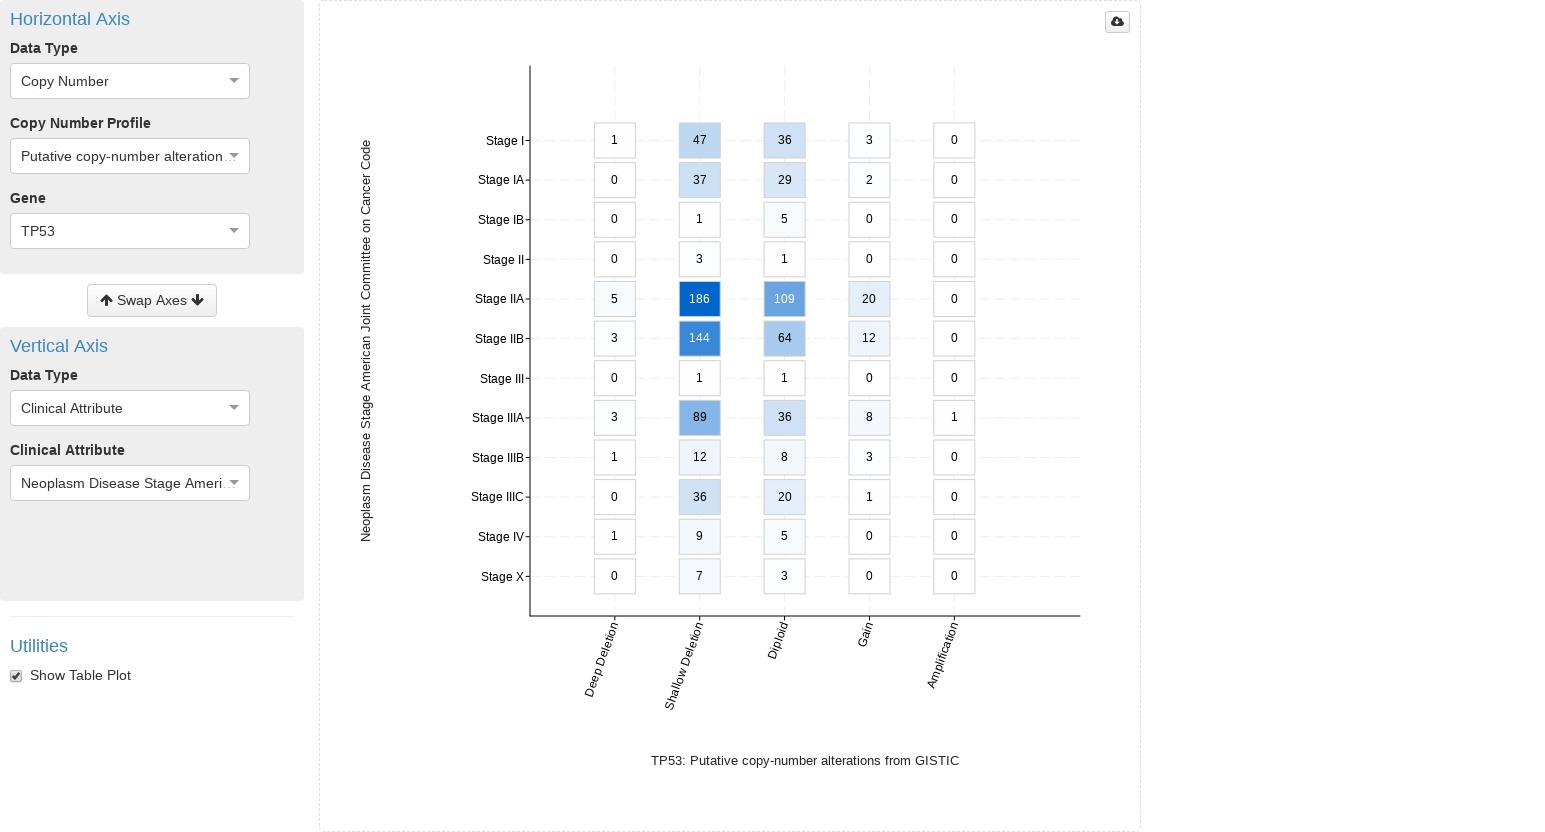 Horizontal Axis
Data Type
Copy Number
Copy Number Profile
Putative copy-number alteration…
Gene
TP53
Swap Axes
Vertical Axis
Data Type
Clinical Attribute
Clinical Attribute
Neoplasm Disease Stage Ameri…
Utilities
Show Table Plot
Neoplasm Disease Stage American Joint Committee on Cancer Code
Stage I 1 47 36 3 0
Stage IA 0 37 29 2 0
Stage IB 0 1 5 0 0
Stage II 0 3 1 0 0
Stage IIA 5 186 109 20 0
Stage IIB 3 144 64 12 0
Stage III 0 1 1 0 0
Stage IIIA 3 89 36 8 1
Stage IIIB 1 12 8 3 0
Stage IIIC 0 36 20 1 0
Stage IV 1 9 5 0 0
Stage X 0 7 3 0 0
Deep Deletion
Shallow Deletion
Diploid
Gain
Amplification
TP53: Putative copy-number alterations from GISTIC